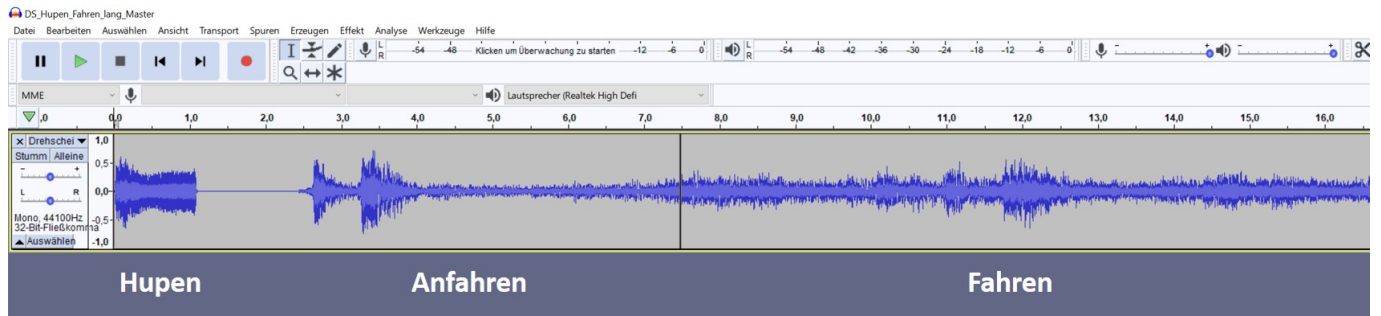 DS_Hupen_Fahren_lang_Master
Datei Bearbeiten Auswählen Ansicht Transport Spuren Erzeugen Effekt Analyse Werkzeuge Hilfe
L R -54 -48 Klicken um Überwachung zu starten -12 -6 0 L R -54 -48 -42 -36 -30 -24 -18 -12 -6 0
MME Lautsprecher (Realtek High Defi
,0 0,0 1,0 2,0 3,0 4,0 5,0 6,0 7,0 8,0 9,0 10,0 11,0 12,0 13,0 14,0 15,0 16,0
x Drehschei 1,0
Stumm Alleine 0,5
- +
L R 0,0
Mono, 44100Hz -0,5
32-Bit-Fließkomma
Auswählen -1,0
Hupen Anfahren Fahren